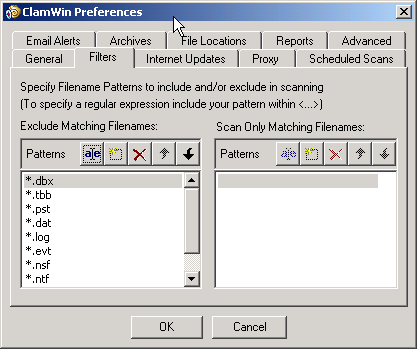 ClamWin Preferences
Email Alerts Archives File Locations Reports Advanced
General Filters Internet Updates Proxy Scheduled Scans
Specify Filename Patterns to include and/or exclude in scanning
(To specify a regular expression include your pattern within <...>)
Exclude Matching Filenames: Scan Only Matching Filenames:
Patterns a/e Patterns a/e
*.dbx
*.tbb
*.pst
*.dat
*.log
*.evt
*.nsf
*.ntf
OK Cancel